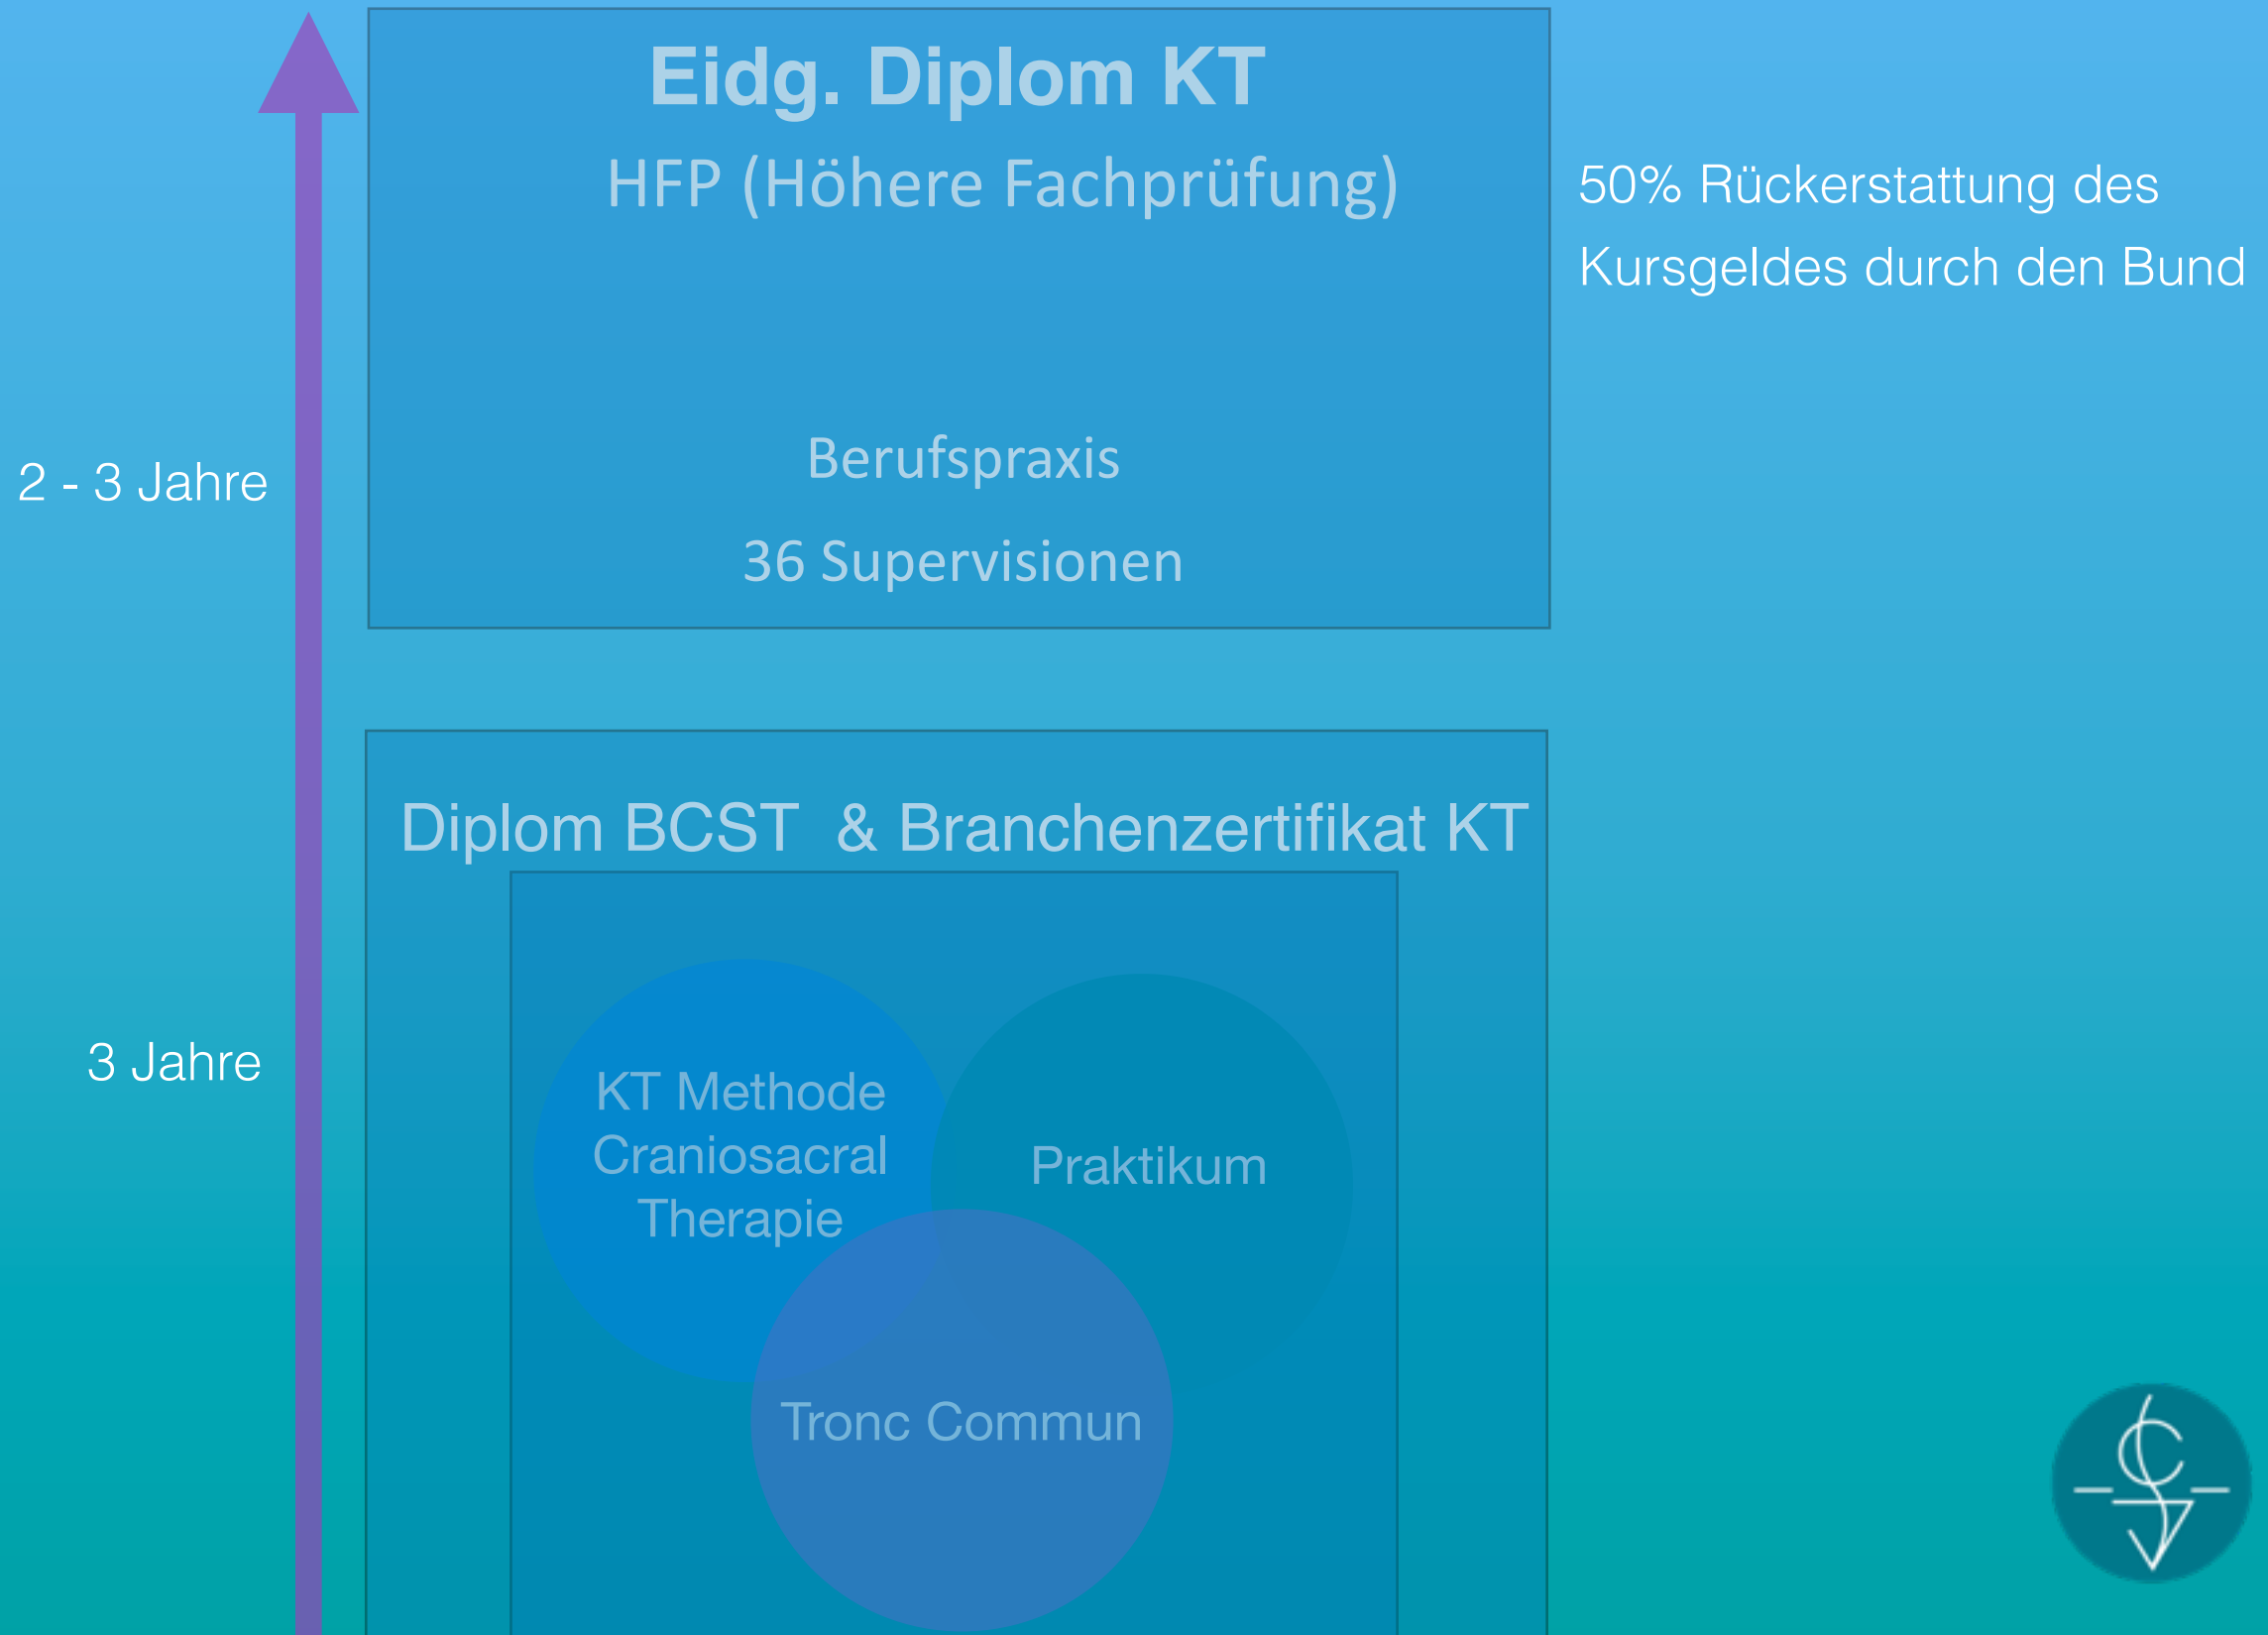 Eidg. Diplom KT
HFP (Höhere Fachprüfung)
50% Rückerstattung des
Kursgeldes durch den Bund
Berufspraxis
2 - 3 Jahre
36 Supervisionen
Diplom BCST & Branchenzertifikat KT
3 Jahre
KT Methode
Craniosacral
Therapie
Praktikum
Tronc Commun